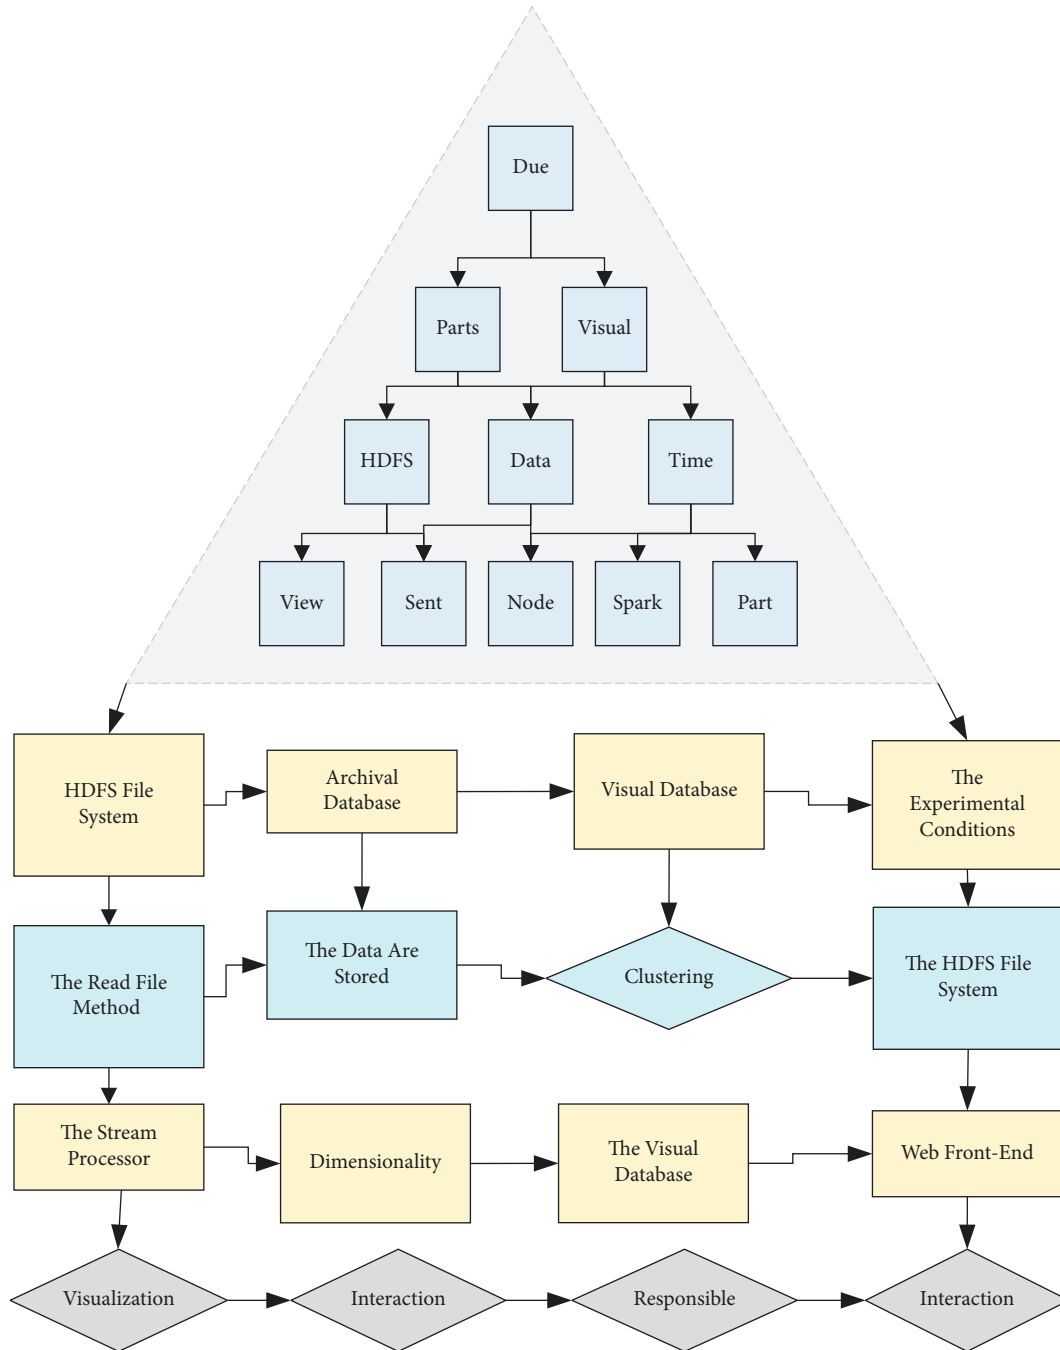 Due
Parts
Visual
HDFS
Data
Time
View
Sent
Node
Spark
Part
HDFS File
System
Archival
Database
Visual Database
The
Experimental
Conditions
The Read File
Method
The Data Are
Stored
Clustering
The HDFS File
System
The Stream
Processor
Dimensionality
The Visual
Database
Web Front-End
Visualization
Interaction
Responsible
Interaction